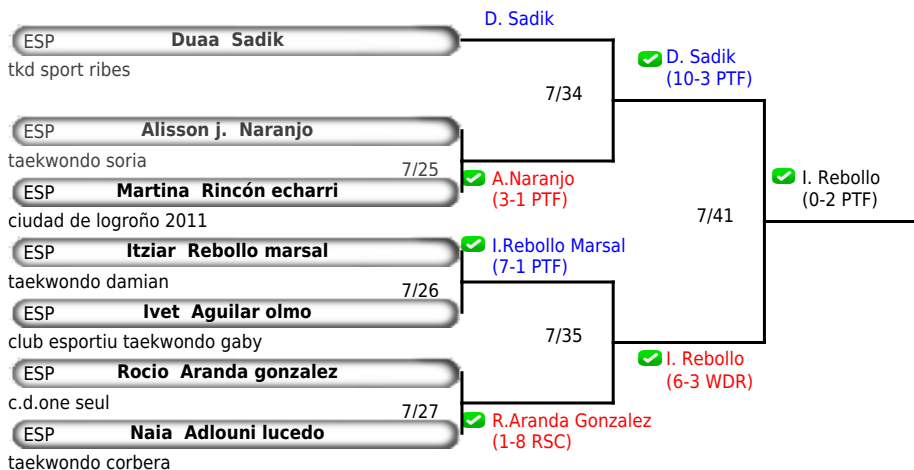 D. Sadik
ESP Duaa Sadik
tkd sport ribes
D. Sadik
(10-3 PTF)
7/34
ESP Alisson j. Naranjo
taekwondo soria
7/25
A.Naranjo
(3-1 PTF)
ESP Martina Rincón echarri
ciudad de logroño 2011
I. Rebollo
(0-2 PTF)
7/41
ESP Itziar Rebollo marsal
taekwondo damian
I.Rebollo Marsal
(7-1 PTF)
7/26
ESP Ivet Aguilar olmo
club esportiu taekwondo gaby
7/35
ESP Rocio Aranda gonzalez
c.d.one seul
I. Rebollo
(6-3 WDR)
7/27
R.Aranda Gonzalez
(1-8 RSC)
ESP Naia Adlouni lucedo
taekwondo corbera